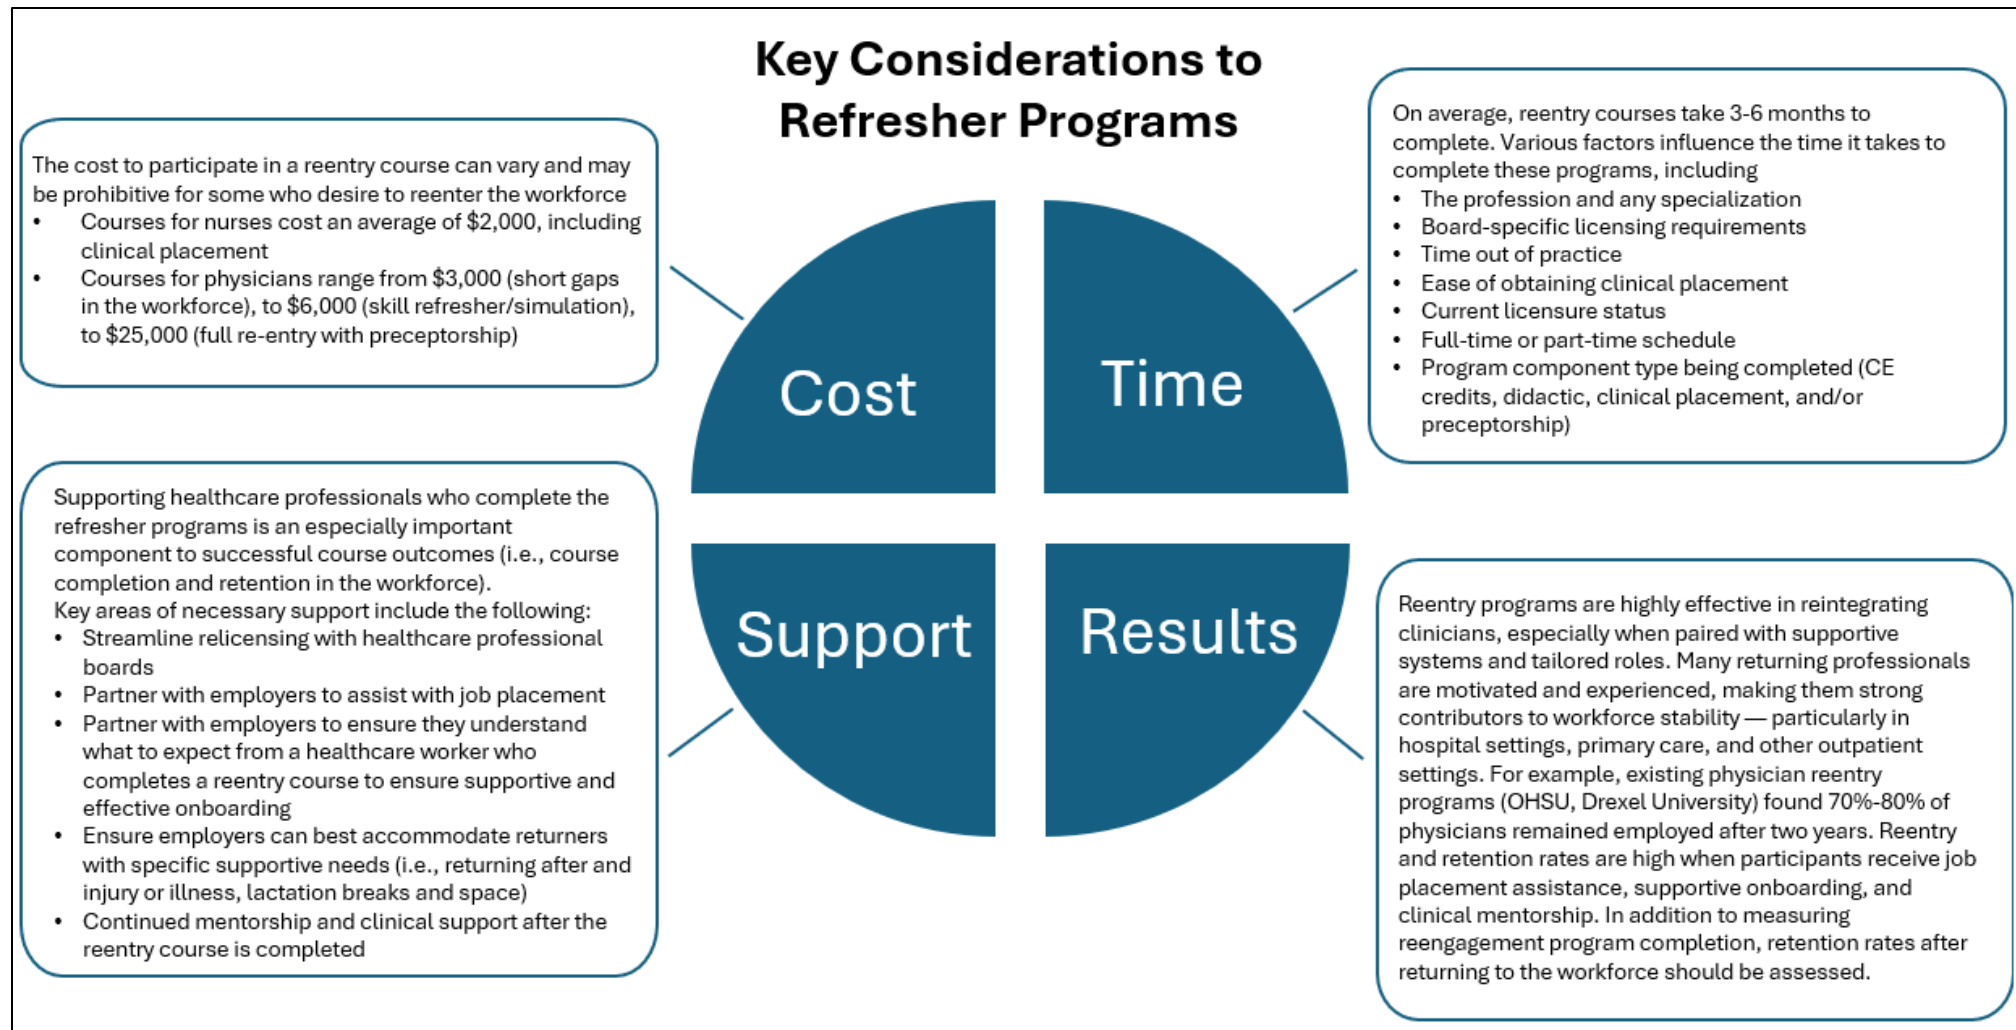 Key Considerations to
Refresher Programs
The cost to participate in a reentry course can vary and may
be prohibitive for some who desire to reenter the workforce
• Courses for nurses cost an average of $2,000, including
clinical placement
• Courses for physicians range from $3,000 (short gaps
in the workforce), to $6,000 (skill refresher/simulation),
to $25,000 (full re-entry with preceptorship)
Cost
On average, reentry courses take 3-6 months to
complete. Various factors influence the time it takes to
complete these programs, including
• The profession and any specialization
• Board-specific licensing requirements
• Time out of practice
• Ease of obtaining clinical placement
• Current licensure status
• Full-time or part-time schedule
• Program component type being completed (CE
credits, didactic, clinical placement, and/or
preceptorship)
Time
Supporting healthcare professionals who complete the
refresher programs is an especially important
component to successful course outcomes (i.e., course
completion and retention in the workforce).
Key areas of necessary support include the following:
• Streamline relicensing with healthcare professional
boards
• Partner with employers to assist with job placement
• Partner with employers to ensure they understand
what to expect from a healthcare worker who
completes a reentry course to ensure supportive and
effective onboarding
• Ensure employers can best accommodate returners
with specific supportive needs (i.e., returning after and
injury or illness, lactation breaks and space)
• Continued mentorship and clinical support after the
reentry course is completed
Support
Results
Reentry programs are highly effective in reintegrating
clinicians, especially when paired with supportive
systems and tailored roles. Many returning professionals
are motivated and experienced, making them strong
contributors to workforce stability — particularly in
hospital settings, primary care, and other outpatient
settings. For example, existing physician reentry
programs (OHSU, Drexel University) found 70%-80% of
physicians remained employed after two years. Reentry
and retention rates are high when participants receive job
placement assistance, supportive onboarding, and
clinical mentorship. In addition to measuring
reengagement program completion, retention rates after
returning to the workforce should be assessed.